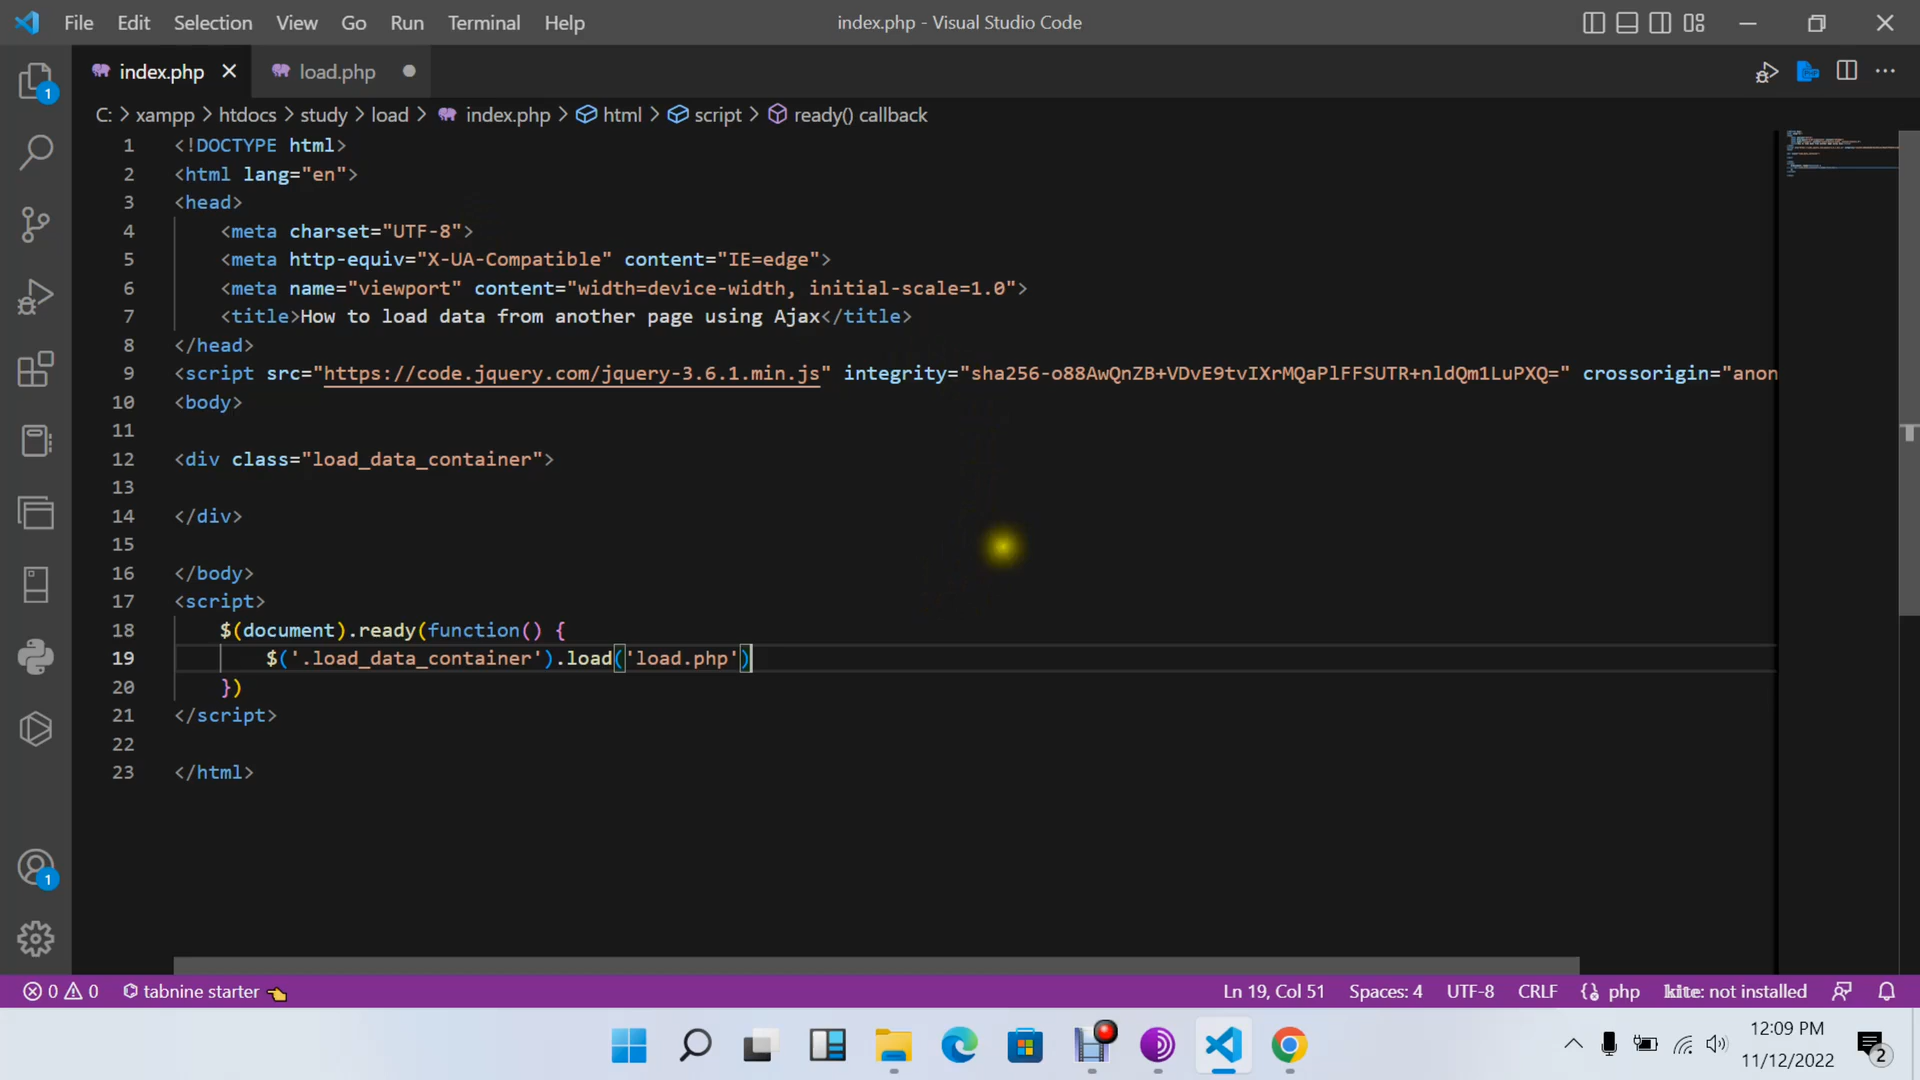 File Edit Selection View Go Run Terminal Help index.php - Visual Studio Code
index.php load.php
C: > xampp > htdocs > study > load > index.php > html > script > ready() callback
1 <!DOCTYPE html>
2 <html lang="en">
3 <head>
4 <meta charset="UTF-8">
5 <meta http-equiv="X-UA-Compatible" content="IE=edge">
6 <meta name="viewport" content="width=device-width, initial-scale=1.0">
7 <title>How to load data from another page using Ajax</title>
8 </head>
9 <script src="https://code.jquery.com/jquery-3.6.1.min.js" integrity="sha256-o88AwQnZB+VDvE9tvIXrMQaPlFFSUTR+nldQm1LuPXQ=" crossorigin="anon
10 <body>
11
12 <div class="load_data_container">
13
14 </div>
15
16 </body>
17 <script>
18 $(document).ready(function() {
19 $('.load_data_container').load('load.php')
20 })
21 </script>
22
23 </html>
1
1
0 0 tabnine starter Ln 19, Col 51 Spaces: 4 UTF-8 CRLF php kite: not installed
12:09 PM
11/12/2022
2